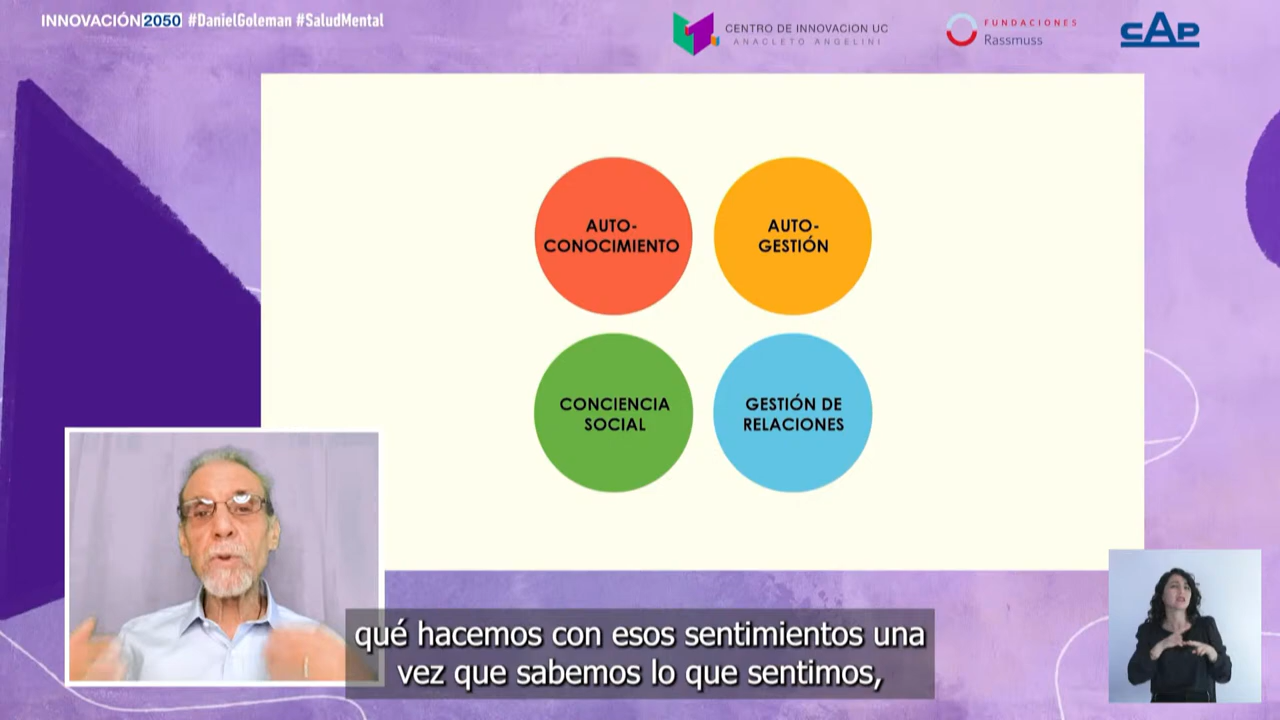 INNOVACIÓN2050 #DanielGoleman #SaludMental
CENTRO DE INNOVACION UC
ANACLETO ANGELINI
FUNDACIONES
Rassmuss
CAP
AUTO-
CONOCIMIENTO
AUTO-
GESTIÓN
CONCIENCIA
SOCIAL
GESTIÓN DE
RELACIONES
qué hacemos con esos sentimientos una
vez que sabemos lo que sentimos,